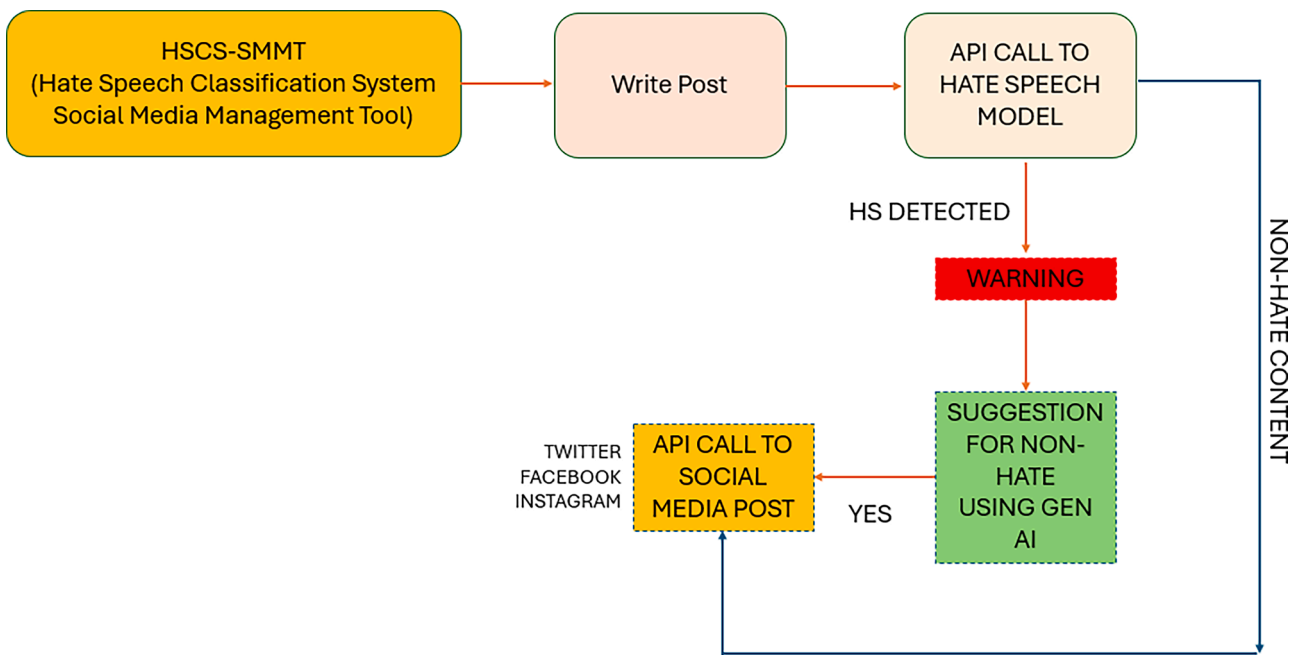 HSCS-SMMT
(Hate Speech Classification System
Social Media Management Tool)
Write Post
API CALL TO
HATE SPEECH
MODEL
HS DETECTED
WARNING
NON-HATE CONTENT
SUGGESTION
FOR NON-
HATE
USING GEN
AI
YES
API CALL TO
SOCIAL
MEDIA POST
TWITTER
FACEBOOK
INSTAGRAM